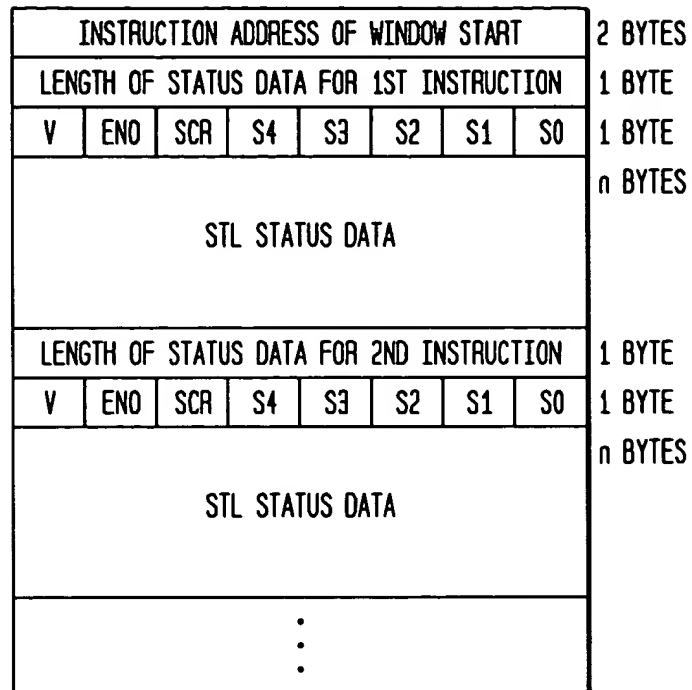 INSTRUCTION ADDRESS OF WINDOW START 2 BYTES
LENGTH OF STATUS DATA FOR 1ST INSTRUCTION 1 BYTE
V ENO SCR S4 S3 S2 S1 S0 1 BYTE
n BYTES
STL STATUS DATA
LENGTH OF STATUS DATA FOR 2ND INSTRUCTION 1 BYTE
V ENO SCR S4 S3 S2 S1 S0 1 BYTE
n BYTES
STL STATUS DATA